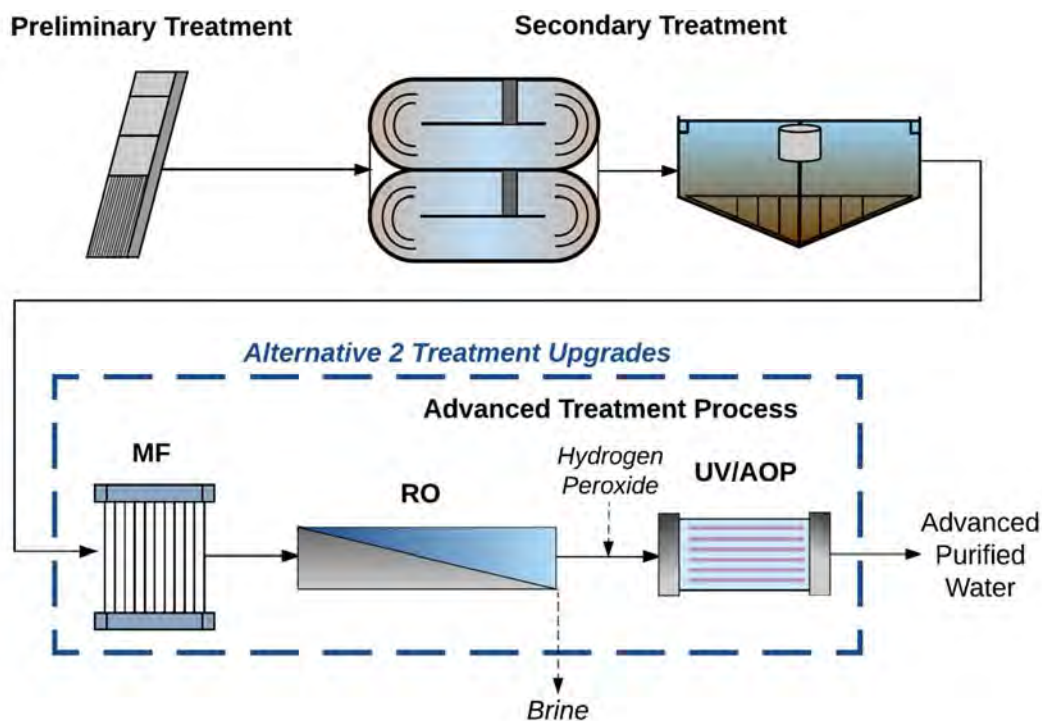 Preliminary Treatment
Secondary Treatment
Alternative 2 Treatment Upgrades
Advanced Treatment Process
MF
RO
Hydrogen
Peroxide
UV/AOP
Advanced
Purified
Water
Brine